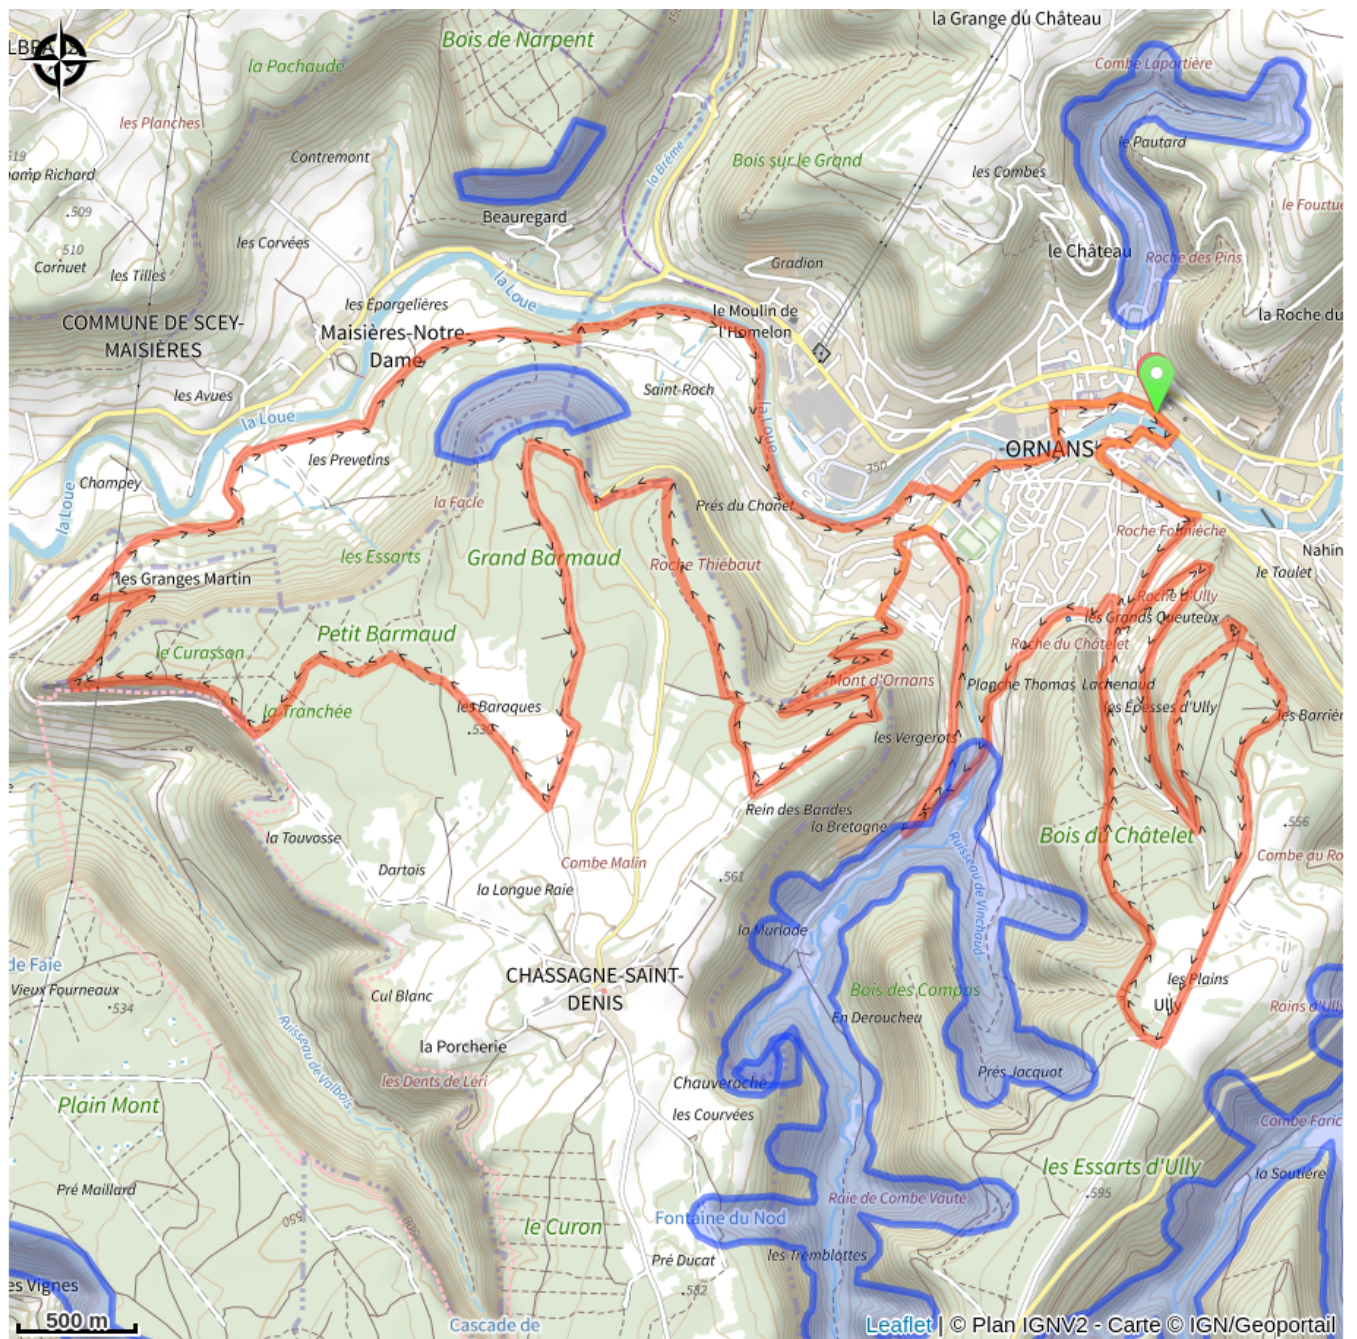 la Grange du Château
Bois de Narpent
la Pachaude
Combe Lapartière
les Planches
519
Contremont
la Brême
Bois sur le Grand
le Pautard
les Combes
amp Richard
.509
Beauregard
les Corvées
510
Cornuet
les Tilles
Gradion
le Château
Roche des Pins
la Loue
les Épargelières
le Moulin de
l'Homelon
la Roche du
COMMUNE DE SCEY-
MAISIÈRES
Maisières-Notre-
Dame
les Avues
Saint-Roch
la Loue
la Loue
ORNANS
350
les Prevetins
Champey
la Loue
la Facle
Prés du Chanet
Roche Founèche
Nahin
les Essarts
Grand Barmaud
Roche Thiébaut
le Taulet
les Granges Martin
Roche d'Ully
les Grands Queuteux
Petit Barmaud
Roche du Châtelet
le Curasson
Mont d'Ornans
Planche Thomas
Lachenaud
la Tranchée
les Baraques
les Épesses d'Ully
les Barrièr
les Vergerots
Rein des Bandes
la Bretagne
.556
la Touvosse
Bois du Châtelet
Combe au Ro
Combe Malin
Dartois
.561
la Longue Raie
Ruisseau de Vinchaud
la Muriade
de Faie
CHASSAGNE-SAINT-
DENIS
les Plains
Vieux Fourneaux
Cul Blanc
Bois des Compas
Ully
Rains d'Ully
.534
En Deroucheu
Ruisseau de Valbois
la Porcherie
Prés Jacquot
les Dents de Léri
Chauveroche
Plain Mont
les Courvées
Combe Faric
les Essarts d'Ully
la Soutière
Pré Maillard
Raie de Combe Vauté
.595
550
500
le Curon
Fontaine du Nod
les Tremblottes
Pré Ducat
es Vignes
.582
500 m
Cascade de
Leaflet | © Plan IGNV2 - Carte © IGN/Geoportail